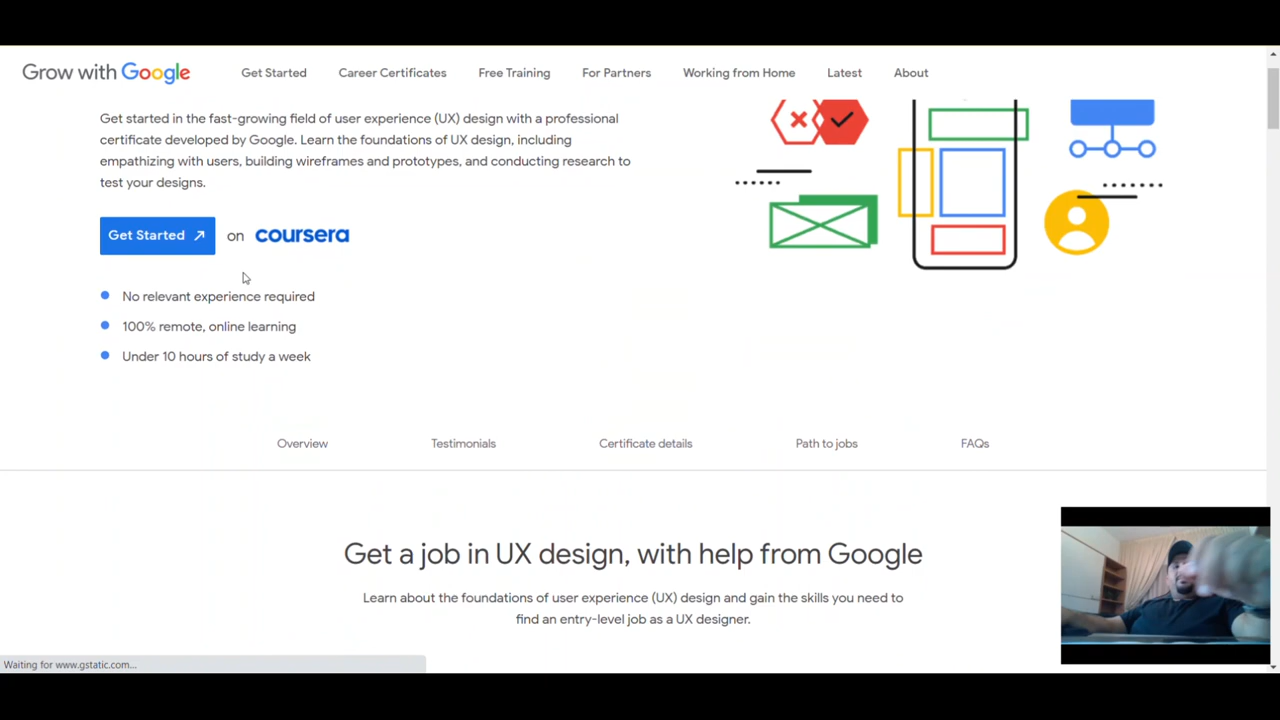 Grow with Google
Get Started
Career Certificates
Free Training
For Partners
Working from Home
Latest
About
Get started in the fast-growing field of user experience (UX) design with a professional
certificate developed by Google. Learn the foundations of UX design, including
empathizing with users, building wireframes and prototypes, and conducting research to
test your designs.
Get Started on coursera
No relevant experience required
100% remote, online learning
Under 10 hours of study a week
Overview
Testimonials
Certificate details
Path to jobs
FAQs
Get a job in UX design, with help from Google
Learn about the foundations of user experience (UX) design and gain the skills you need to
find an entry-level job as a UX designer.
Waiting for www.gstatic.com...